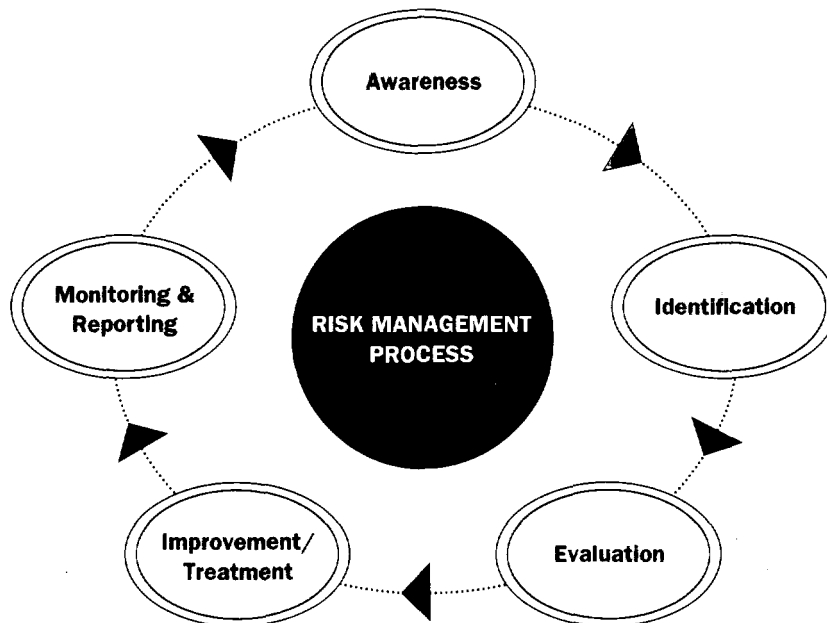 Awareness
Identification
Evaluation
Improvement/
Treatment
Monitoring &
Reporting
RISK MANAGEMENT
PROCESS